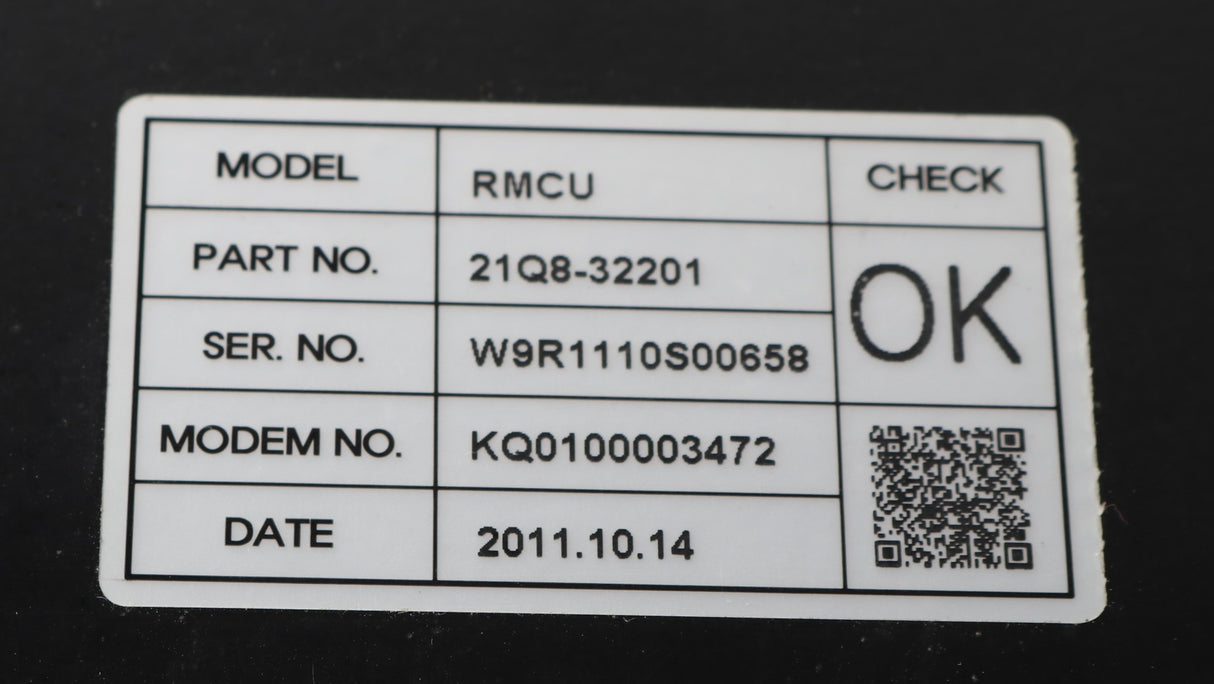 MODEL RMCU CHECK
PART NO. 21Q8-32201 OK
SER. NO. W9R1110S00658
MODEM NO. KQ0100003472
DATE 2011.10.14